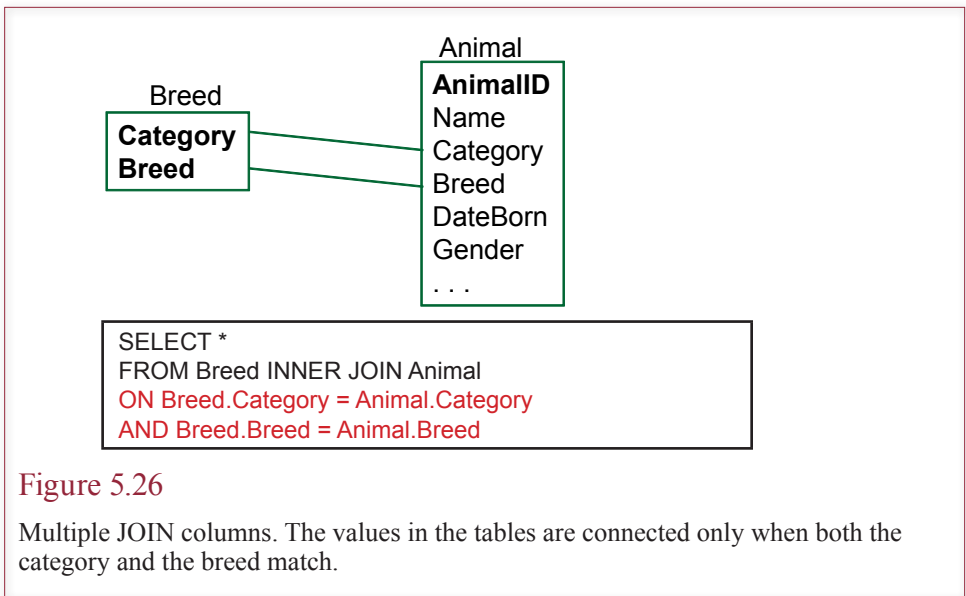 Breed
Category
Breed
Animal
AnimalID
Name
Category
Breed
DateBorn
Gender
. . .
SELECT *
FROM Breed INNER JOIN Animal
ON Breed.Category = Animal.Category
AND Breed.Breed = Animal.Breed
Figure 5.26
Multiple JOIN columns. The values in the tables are connected only when both the
category and the breed match.